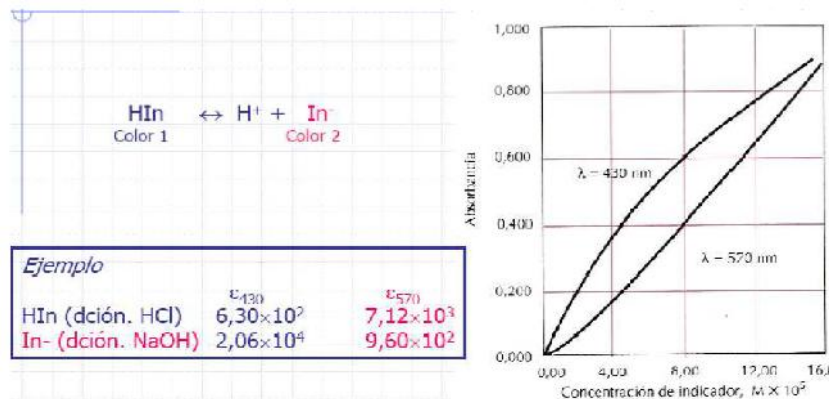 HIn ↔ H⁺ + In⁻
Color 1 Color 2
Ejemplo
ε430 ε570
HIn (dción. HCl) 6,30×10² 7,12×10³
In- (dción. NaOH) 2,06×10⁴ 9,60×10²
1,000
0,800
0,600
0,400
0,200
0,000
Absorbancia
λ = 430 nm
λ = 570 nm
0,00 4,00 8,00 12,00 16,0
Concentración de indicador, M × 10⁵